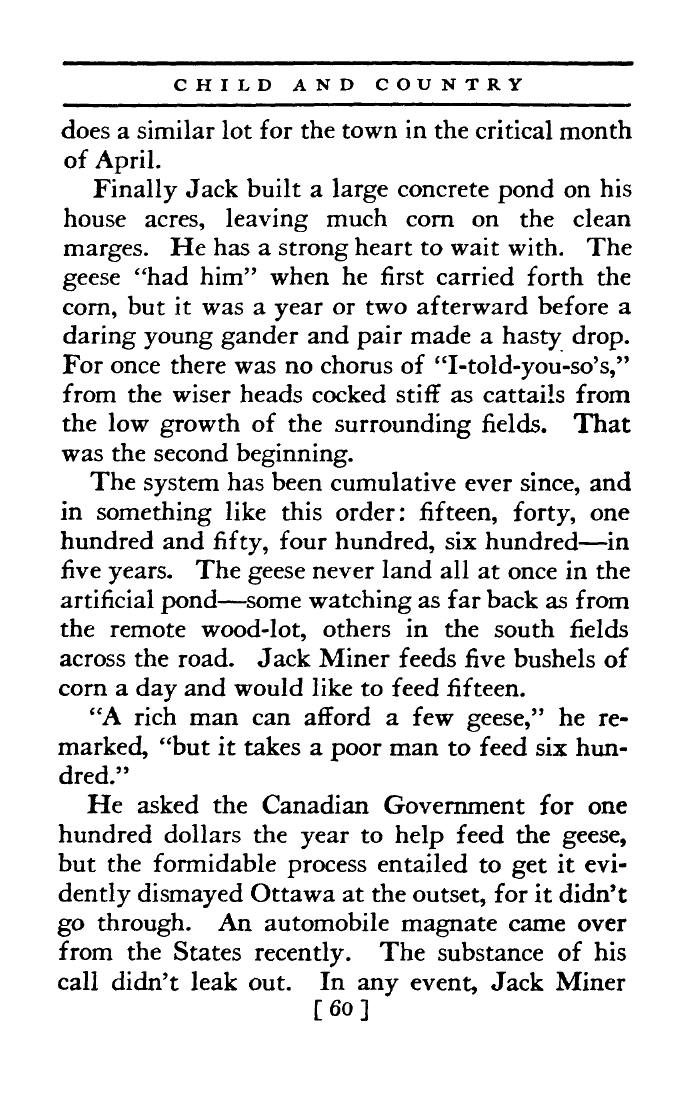 CHILD AND COUNTRY
does a similar lot for the town in the critical month
of April.
Finally Jack built a large concrete pond on his
house acres, leaving much corn on the clean
marges. He has a strong heart to wait with. The
geese “had him” when he first carried forth the
corn, but it was a year or two afterward before a
daring young gander and pair made a hasty drop.
For once there was no chorus of “I-told-you-so’s,”
from the wiser heads cocked stiff as cattails from
the low growth of the surrounding fields. That
was the second beginning.
The system has been cumulative ever since, and
in something like this order: fifteen, forty, one
hundred and fifty, four hundred, six hundred—in
five years. The geese never land all at once in the
artificial pond—some watching as far back as from
the remote wood-lot, others in the south fields
across the road. Jack Miner feeds five bushels of
corn a day and would like to feed fifteen.
“A rich man can afford a few geese,” he re-
marked, “but it takes a poor man to feed six hun-
dred.”
He asked the Canadian Government for one
hundred dollars the year to help feed the geese,
but the formidable process entailed to get it evi-
dently dismayed Ottawa at the outset, for it didn’t
go through. An automobile magnate came over
from the States recently. The substance of his
call didn’t leak out. In any event, Jack Miner
[ 60 ]